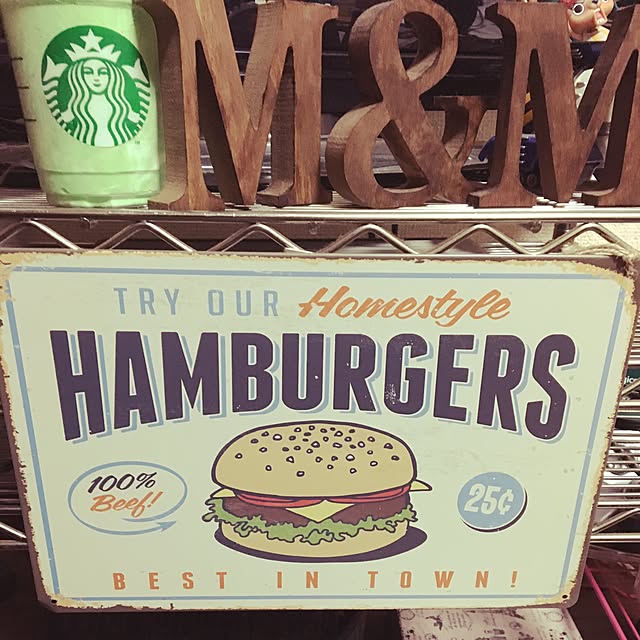 M&M
TRY OUR Homestyle
HAMBURGERS
100%
Beef!
25¢
BEST IN TOWN!